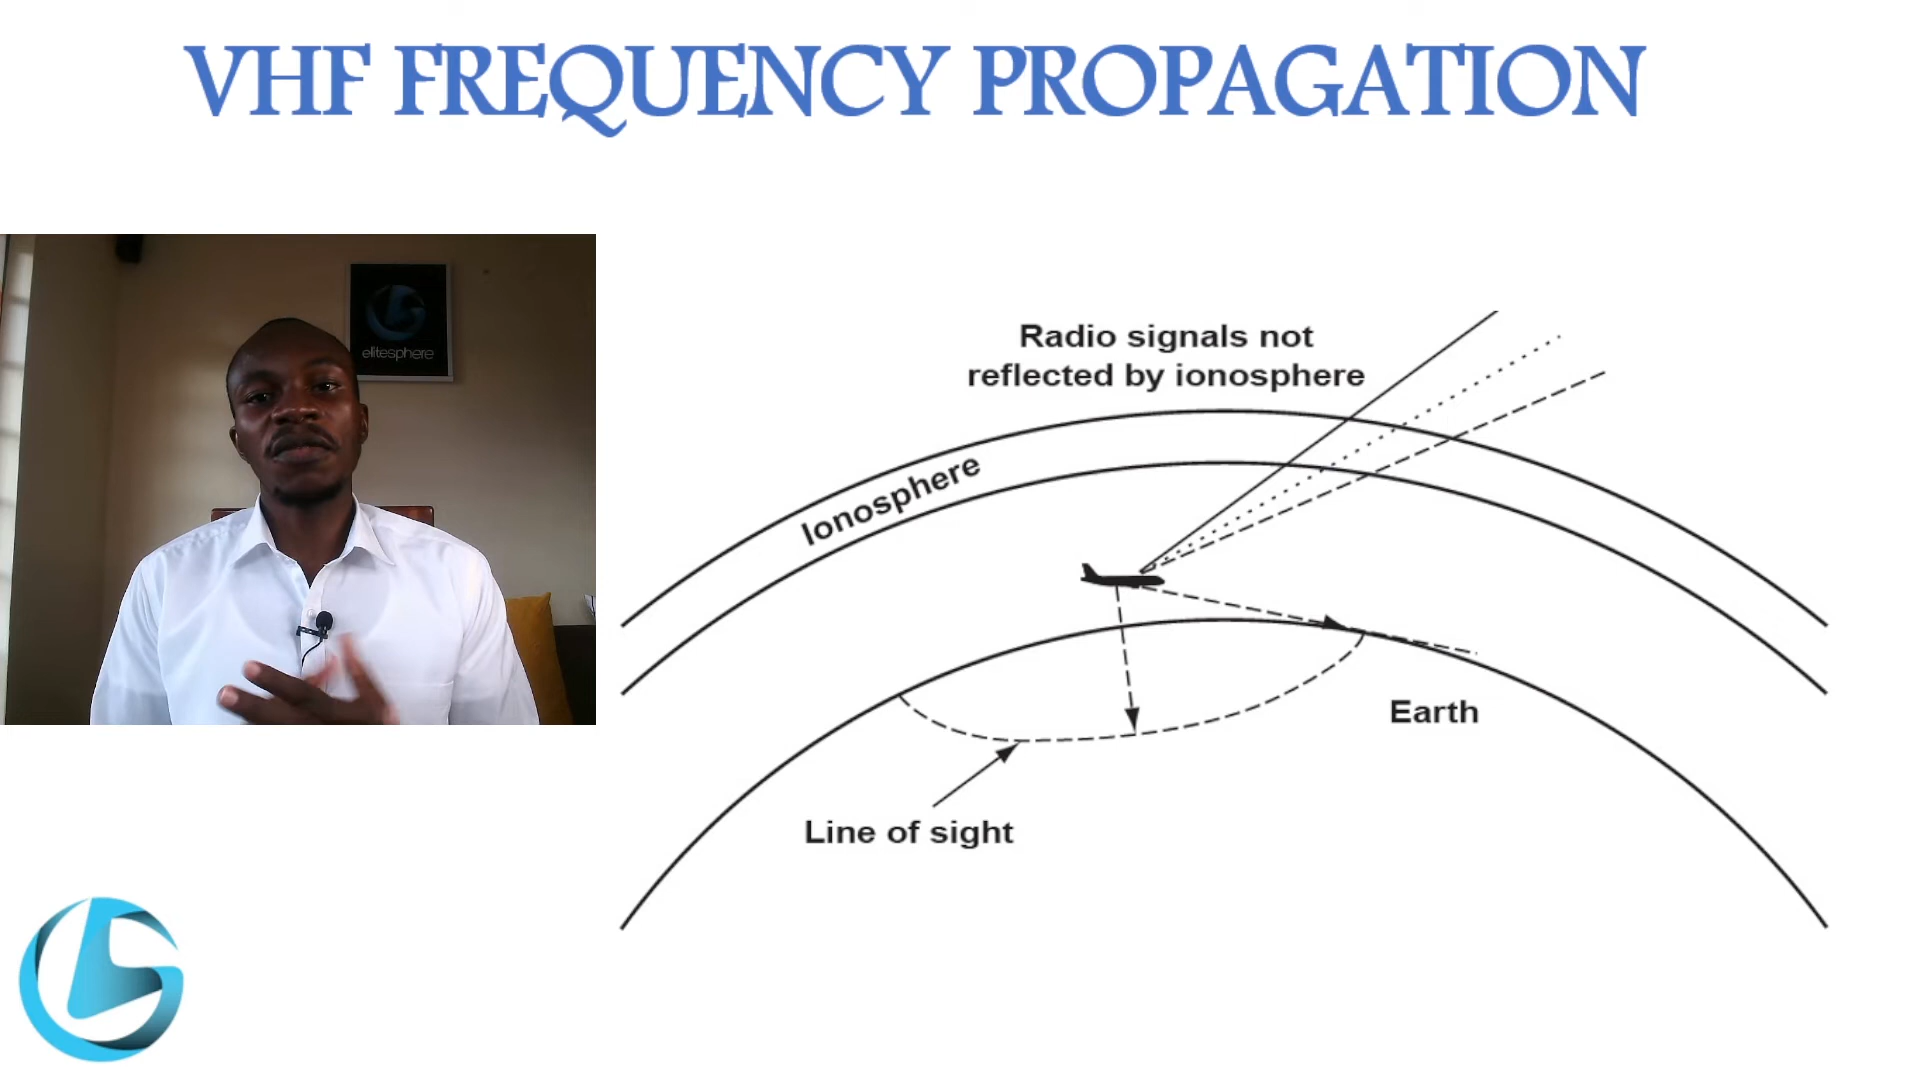 VHF FREQUENCY PROPAGATION
elitesphere
Radio signals not
reflected by ionosphere
Ionosphere
Earth
Line of sight